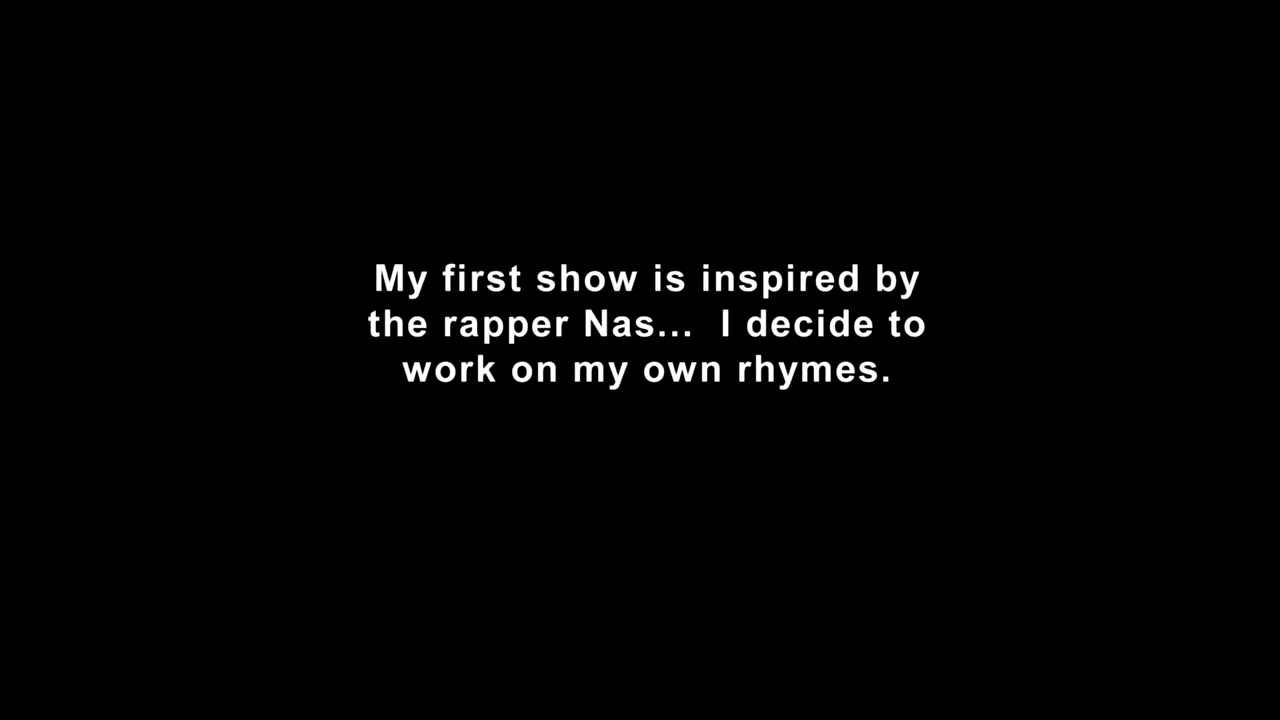 My first show is inspired by
the rapper Nas...  I decide to
work on my own rhymes.